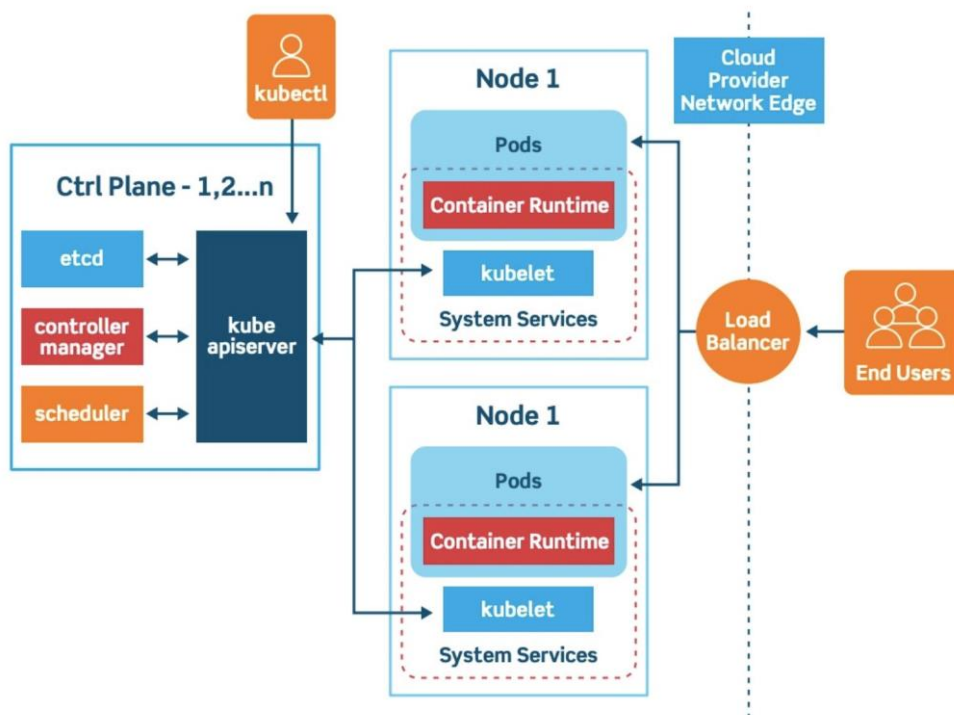 kubectl
Ctrl Plane - 1,2...n
etcd
controller
manager
scheduler
kube
apiserver
Node 1
Pods
Container Runtime
kubelet
System Services
Node 1
Pods
Container Runtime
kubelet
System Services
Cloud
Provider
Network Edge
Load
Balancer
End Users